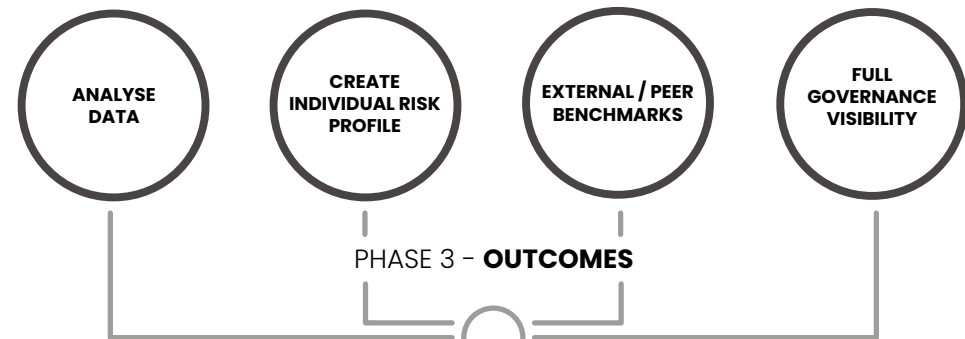 ANALYSE
DATA
CREATE
INDIVIDUAL RISK
PROFILE
EXTERNAL / PEER
BENCHMARKS
FULL
GOVERNANCE
VISIBILITY
PHASE 3 - OUTCOMES